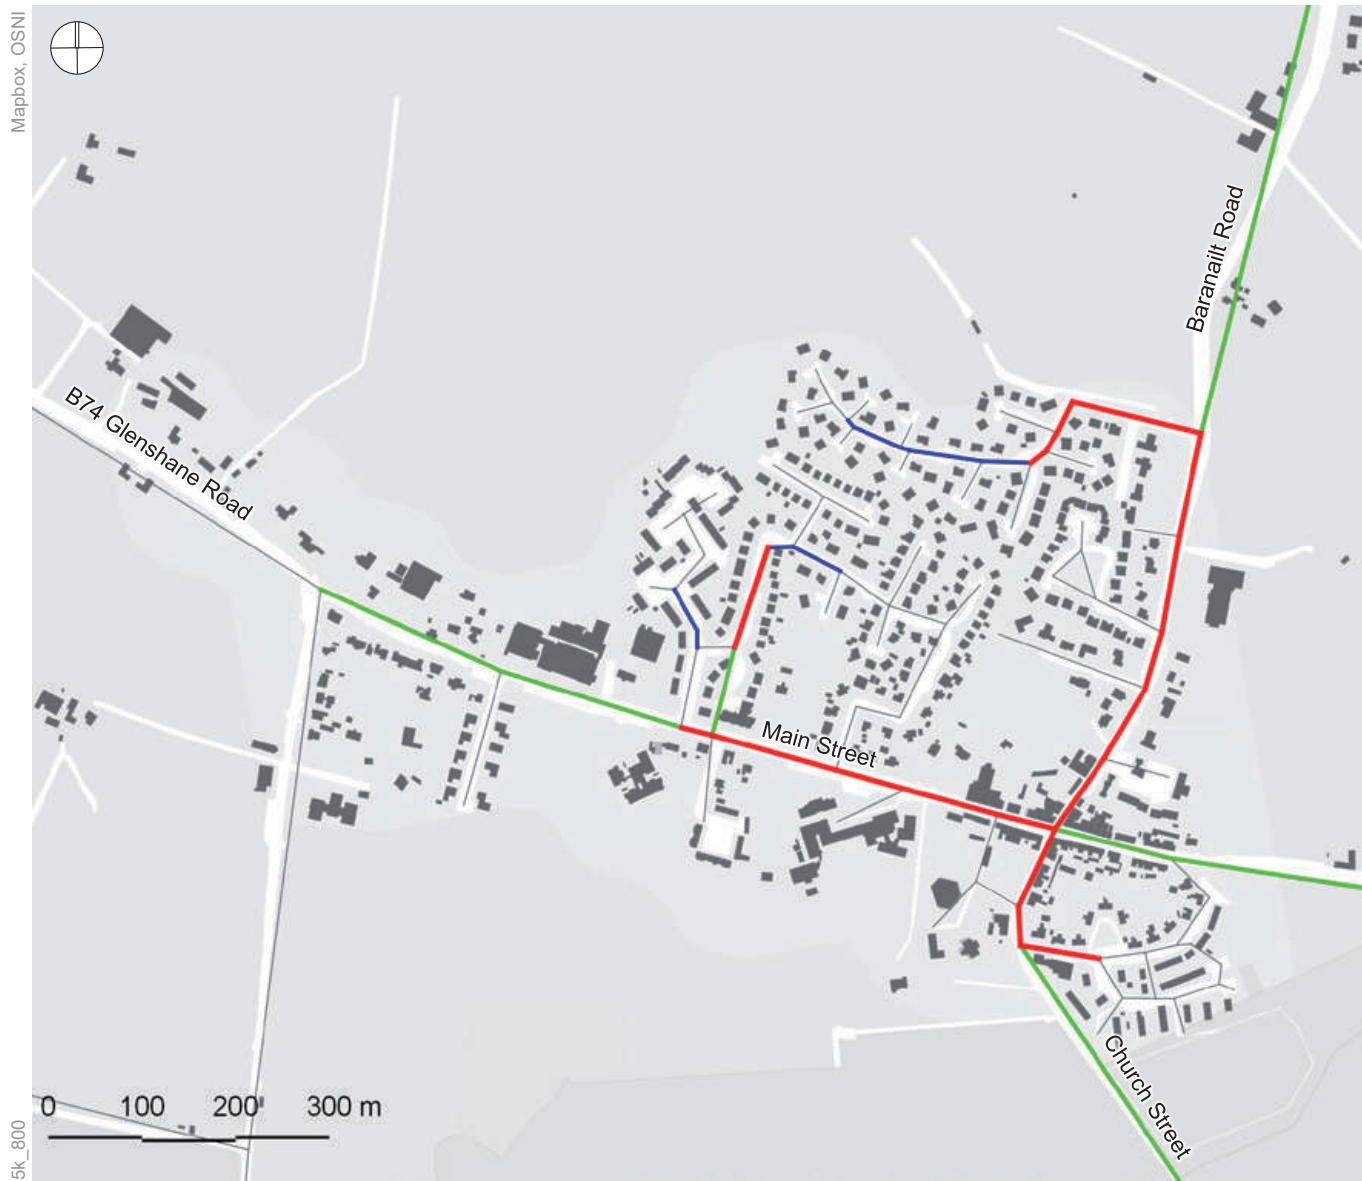 Mapbox, OSNI
Baranailt Road
B74 Glenshane Road
Main Street
Church Street
0 100 200 300 m
5k_800